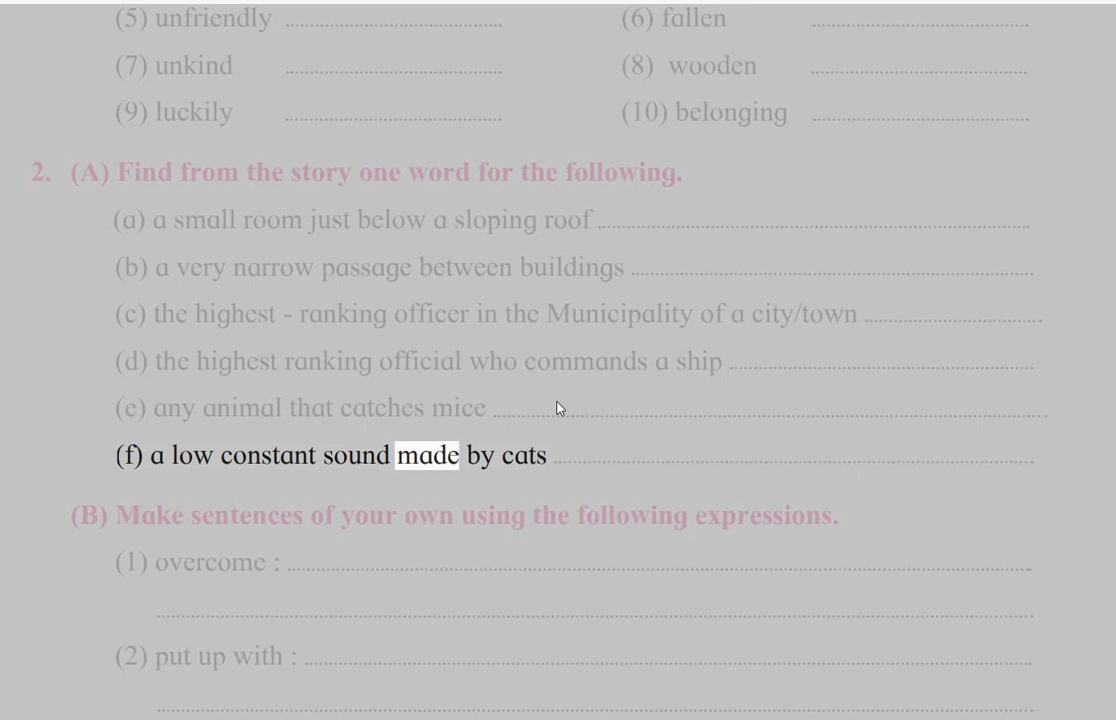 (5) unfriendly ........................................ (6) fallen ........................................
(7) unkind ........................................ (8) wooden ........................................
(9) luckily ........................................ (10) belonging ........................................
2. (A) Find from the story one word for the following.
(a) a small room just below a sloping roof ........................................
(b) a very narrow passage between buildings ........................................
(c) the highest - ranking officer in the Municipality of a city/town ........................................
(d) the highest ranking official who commands a ship ........................................
(e) any animal that catches mice ........................................
(f) a low constant sound made by cats ........................................
(B) Make sentences of your own using the following expressions.
(1) overcome : ........................................
........................................
(2) put up with : ........................................
........................................